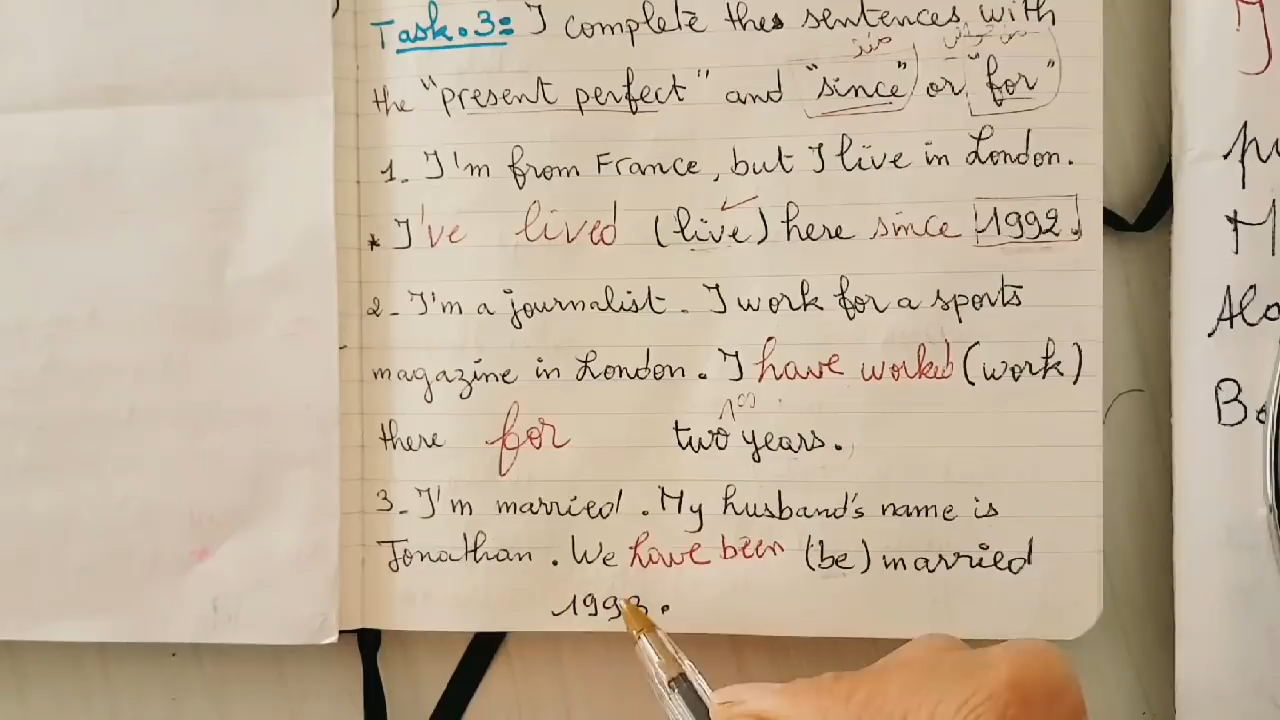 Task.3: I complete thes sentences with
منذ
the "present perfect" and "since" or "for"
1. I'm from France, but I live in London.
* I've lived (live) here since 1992.
2- I'm a journalist. I work for a sports
magazine in London. I have worked (work)
there for two years.
3- I'm married. My husband's name is
Jonathan. We have been (be) married
1993.